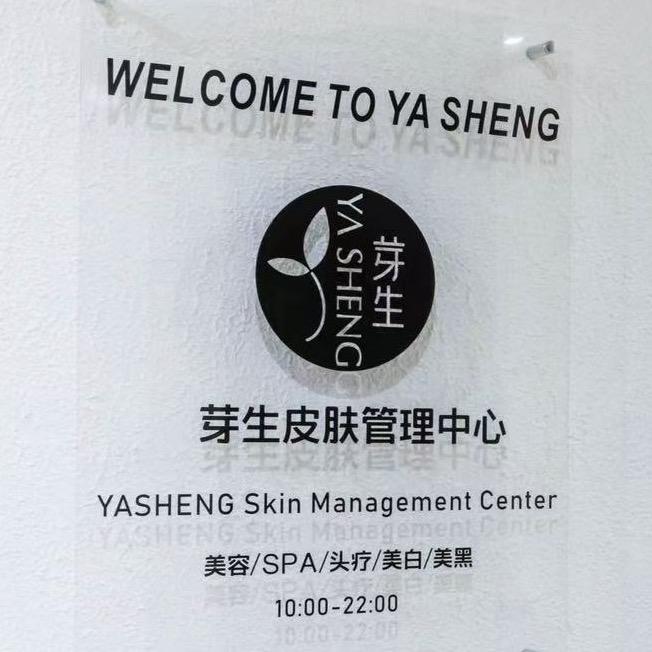 WELCOME TO YA SHENG
YA SHENG
芽生
芽生皮肤管理中心
YASHENG Skin Management Center
美容/SPA/头疗/美白/美黑
10:00-22:00